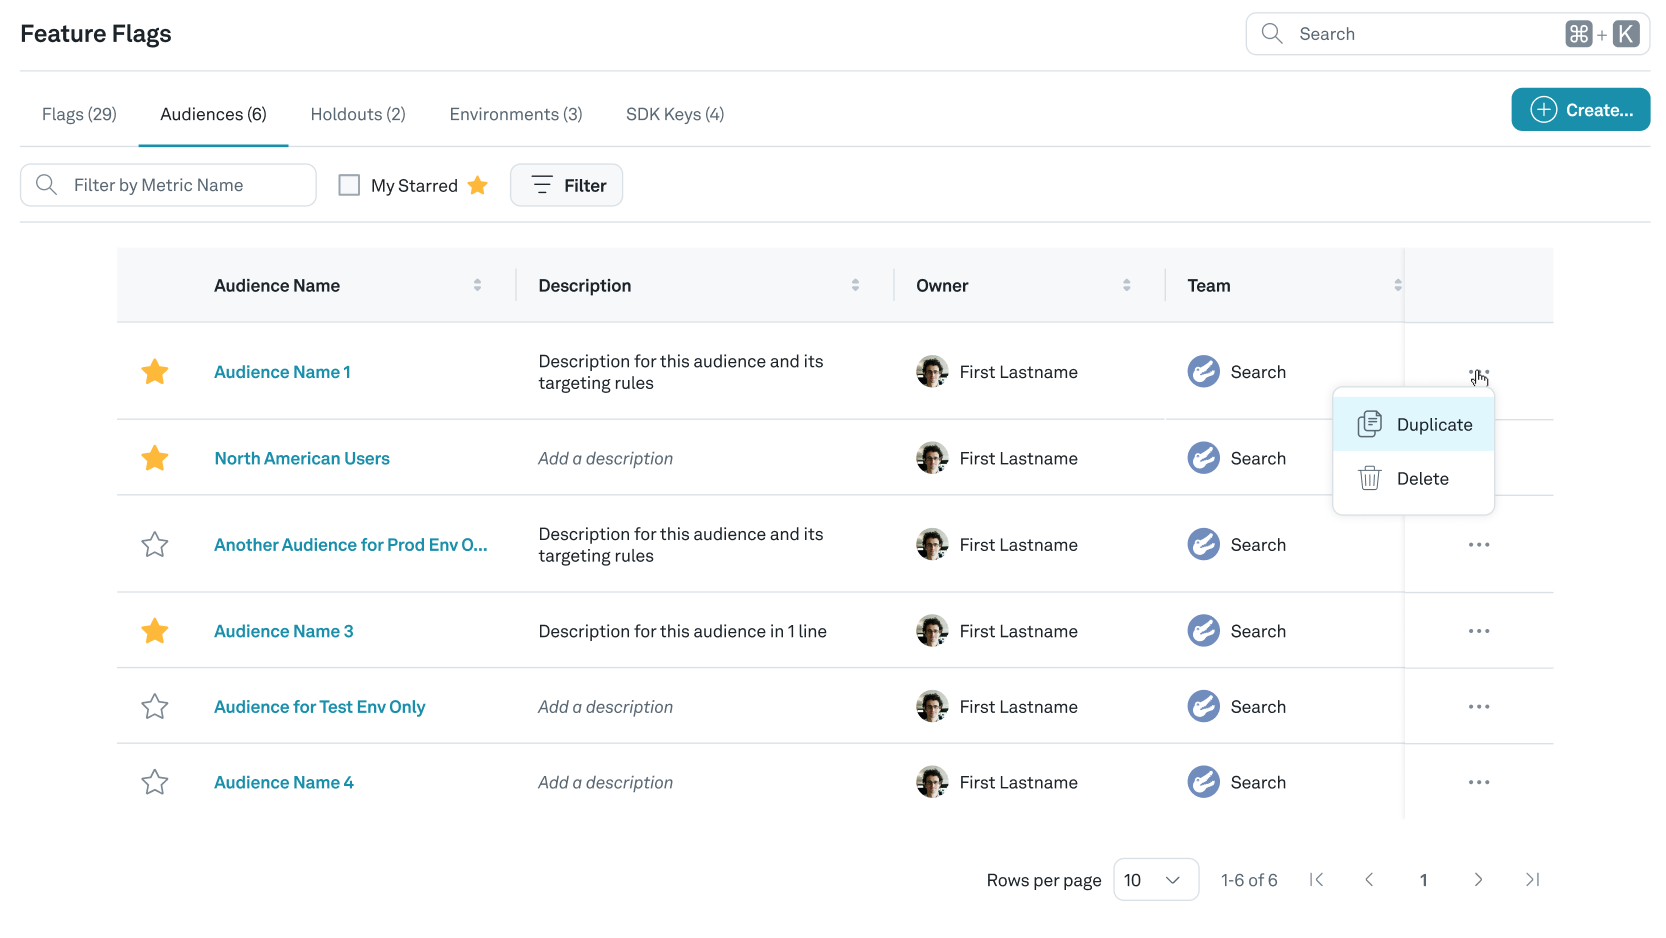 Feature Flags
Search
⌘ + K
Flags (29)
Audiences (6)
Holdouts (2)
Environments (3)
SDK Keys (4)
Create...
Filter by Metric Name
My Starred
Filter
Audience Name
Description
Owner
Team
Audience Name 1
Description for this audience and its
targeting rules
First Lastname
Search
Duplicate
Delete
North American Users
Add a description
First Lastname
Search
Another Audience for Prod Env O...
Description for this audience and its
targeting rules
First Lastname
Search
Audience Name 3
Description for this audience in 1 line
First Lastname
Search
Audience for Test Env Only
Add a description
First Lastname
Search
Audience Name 4
Add a description
First Lastname
Search
Rows per page
10
1-6 of 6
1